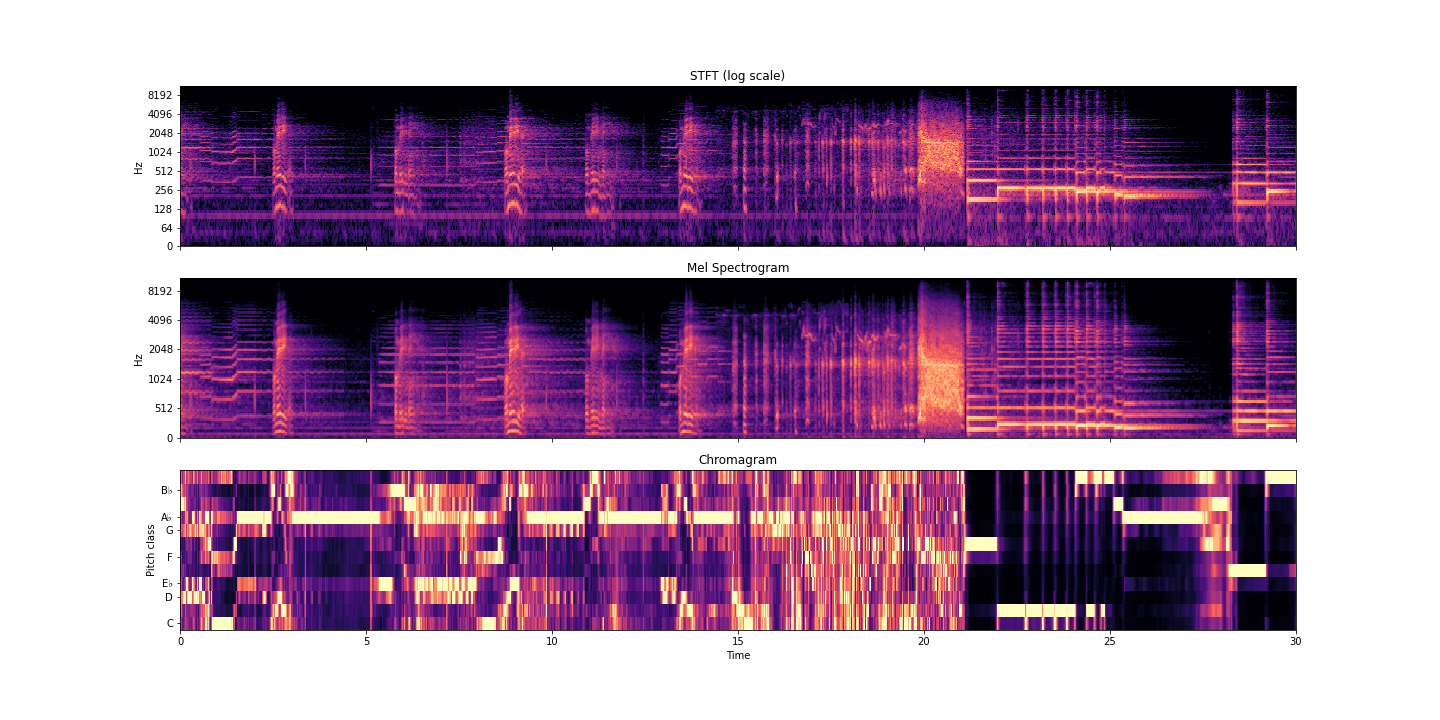 STFT (log scale)
8192
4096
2048
1024
512
256
128
64
0
Hz
Mel Spectrogram
8192
4096
2048
1024
512
0
Hz
Chromagram
B♭
A♭
G
F
E♭
D
C
Pitch class
0 5 10 15 20 25 30
Time